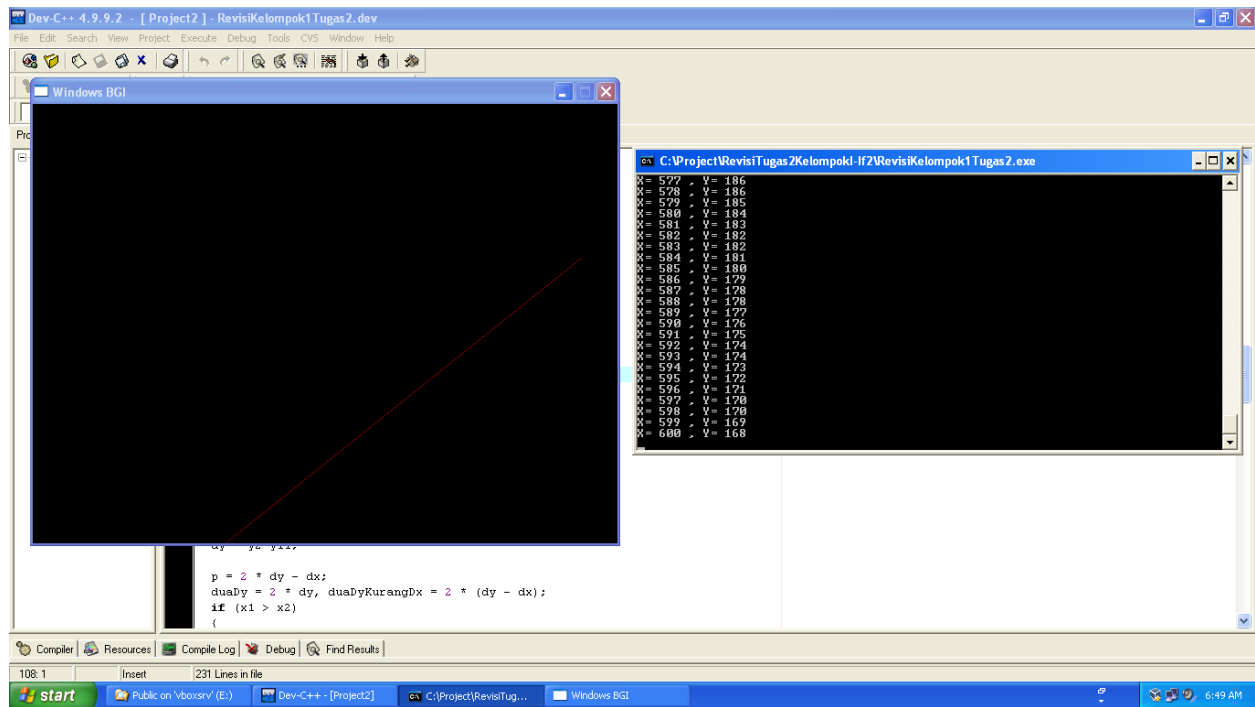 Dev-C++ 4.9.9.2 - [ Project2 ] - RevisiKelompok1Tugas2.dev
File Edit Search View Project Execute Debug Tools CVS Window Help
Windows BGI
C:\Project\RevisiTugas2KelompokI-If2\RevisiKelompok1Tugas2.exe
X= 577 , Y= 186
X= 578 , Y= 186
X= 579 , Y= 185
X= 580 , Y= 184
X= 581 , Y= 183
X= 582 , Y= 182
X= 583 , Y= 182
X= 584 , Y= 181
X= 585 , Y= 180
X= 586 , Y= 179
X= 587 , Y= 178
X= 588 , Y= 178
X= 589 , Y= 177
X= 590 , Y= 176
X= 591 , Y= 175
X= 592 , Y= 174
X= 593 , Y= 174
X= 594 , Y= 173
X= 595 , Y= 172
X= 596 , Y= 171
X= 597 , Y= 170
X= 598 , Y= 170
X= 599 , Y= 169
X= 600 , Y= 168
p = 2 * dy - dx;
duaDy = 2 * dy, duaDyKurangDx = 2 * (dy - dx);
if (x1 > x2)
{
Compiler Resources Compile Log Debug Find Results
108: 1 Insert 231 Lines in file
start Public on 'vboxsrv' (E:) Dev-C++ - [Project2] C:\Project\RevisiTug... Windows BGI 6:49 AM